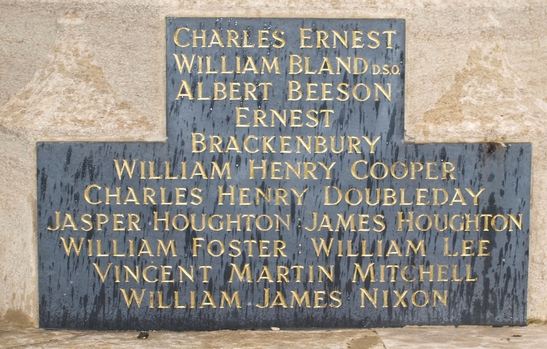 CHARLES ERNEST
WILLIAM BLAND D.S.O.
ALBERT BEESON
ERNEST
BRACKENBURY
WILLIAM HENRY COOPER
CHARLES HENRY DOUBLEDAY
JASPER HOUGHTON · JAMES HOUGHTON
WILLIAM FOSTER · WILLIAM LEE
VINCENT MARTIN MITCHELL
WILLIAM JAMES NIXON